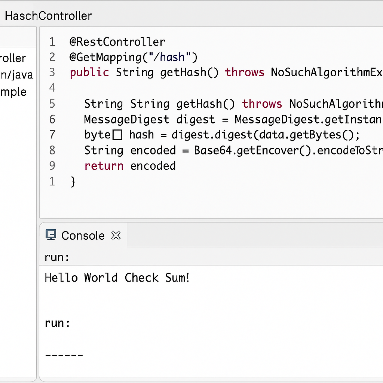 HaschController
roller
n/java
mple
1 @RestController
2 @GetMapping("/hash")
3 public String getHash() throws NoSuchAlgorithmEx
4
5 String String getHash() throws NoSuchAlgorithm
6 MessageDigest digest = MessageDigest.getInstan
7 byte☐ hash = digest.digest(data.getBytes();
8 String encoded = Base64.getEncover().encodeToStr
9 return encoded
1 }
Console
run:
Hello World Check Sum!
run:
------